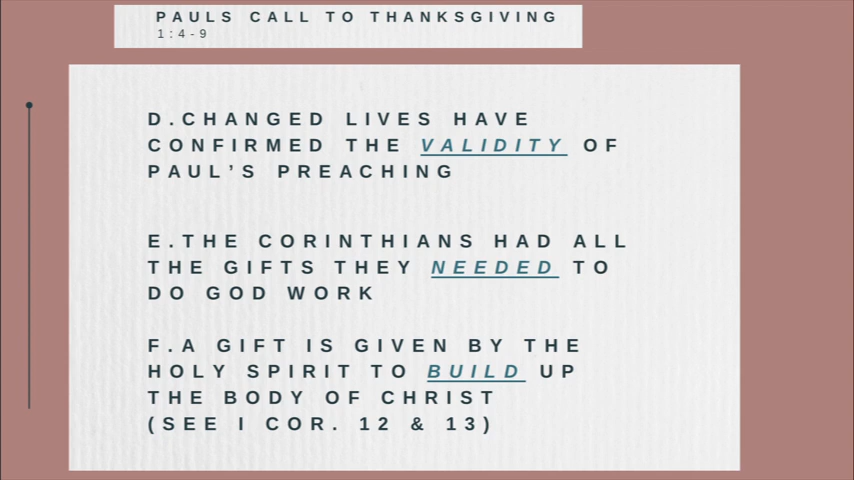 PAULS CALL TO THANKSGIVING
1:4-9
D.CHANGED LIVES HAVE
CONFIRMED THE VALIDITY OF
PAUL'S PREACHING
E.THE CORINTHIANS HAD ALL
THE GIFTS THEY NEEDED TO
DO GOD WORK
F.A GIFT IS GIVEN BY THE
HOLY SPIRIT TO BUILD UP
THE BODY OF CHRIST
(SEE I COR. 12 & 13)